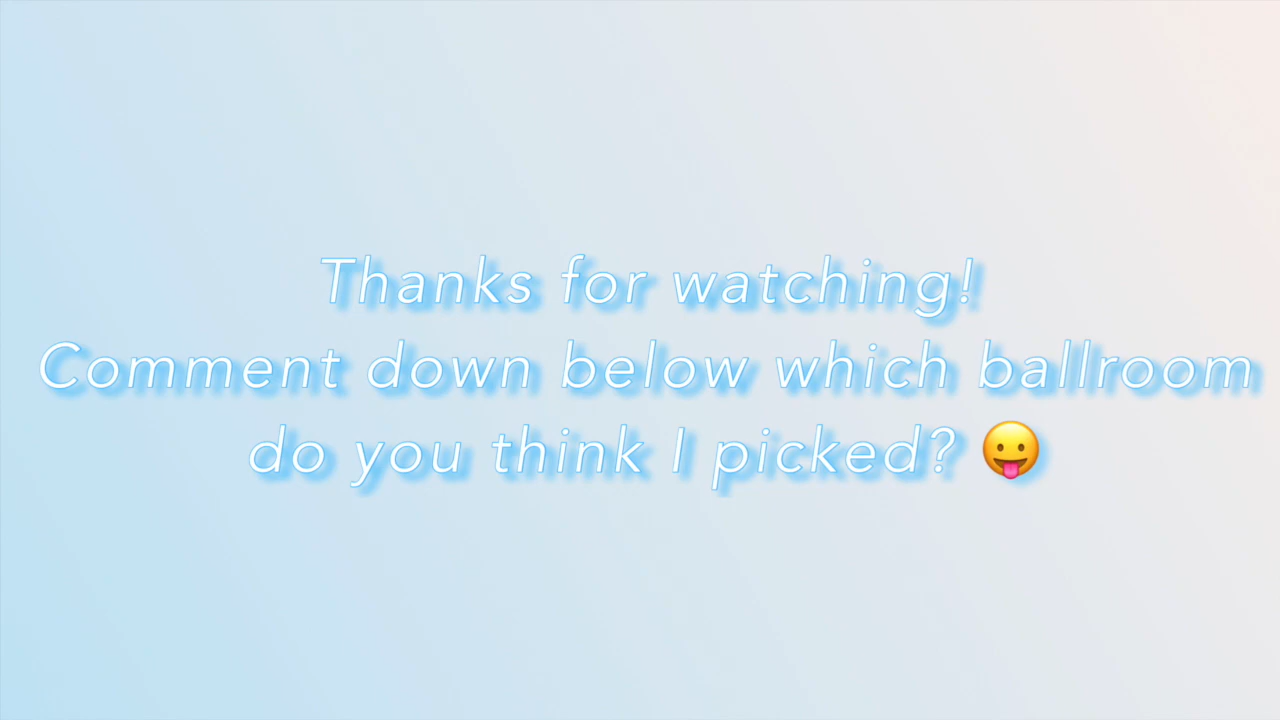 Thanks for watching!
Comment down below which ballroom
do you think I picked? 😛